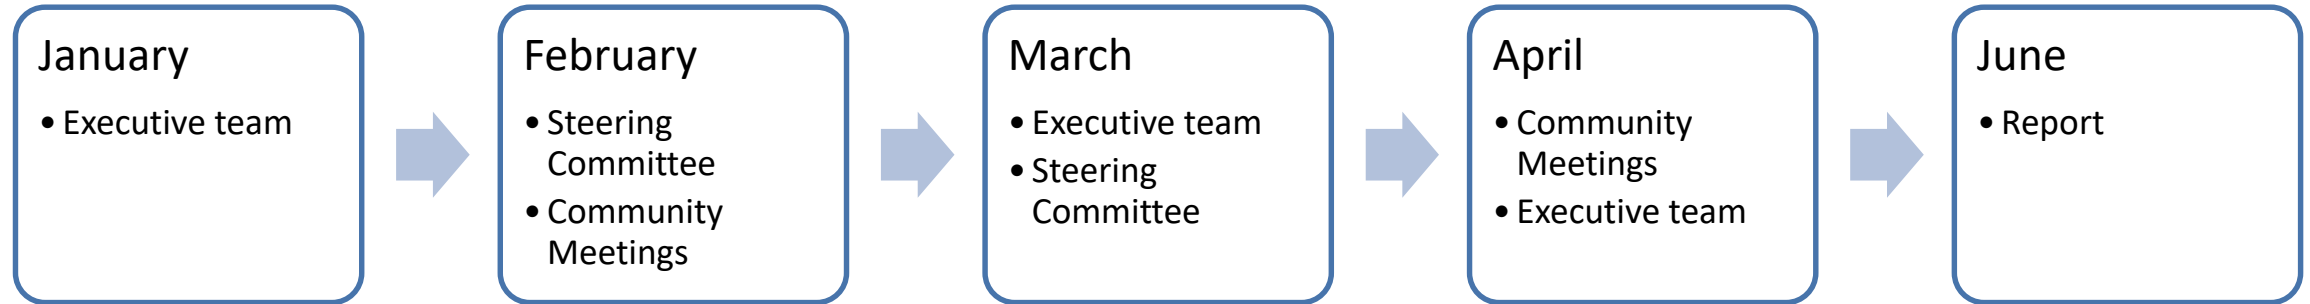 January
• Executive team
February
• Steering
Committee
• Community
Meetings
March
• Executive team
• Steering
Committee
April
• Community
Meetings
• Executive team
June
• Report